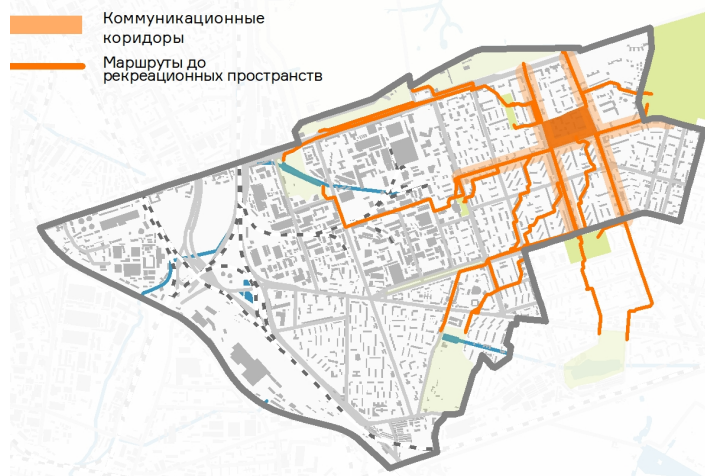 Коммуникационные
коридоры
Маршруты до
рекреационных пространств